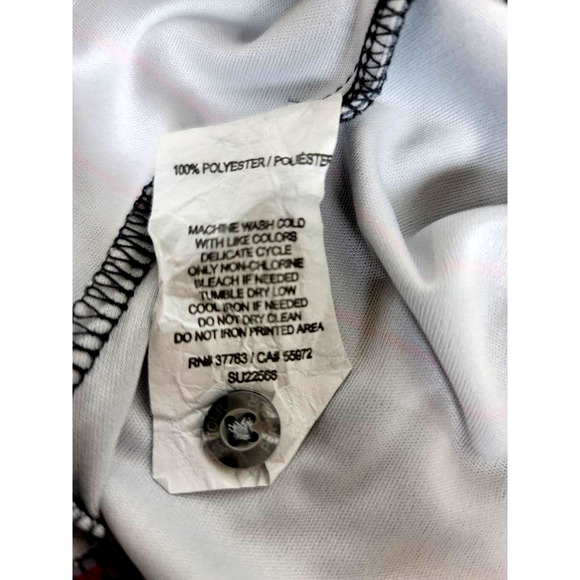 100% POLYESTER / POLIÉSTER
MACHINE WASH COLD
WITH LIKE COLORS
DELICATE CYCLE
ONLY NON-CHLORINE
BLEACH IF NEEDED
TUMBLE DRY LOW
COOL IRON IF NEEDED
DO NOT DRY CLEAN
DO NOT IRON PRINTED AREA
RN# 37763 / CA# 55972
SU22566